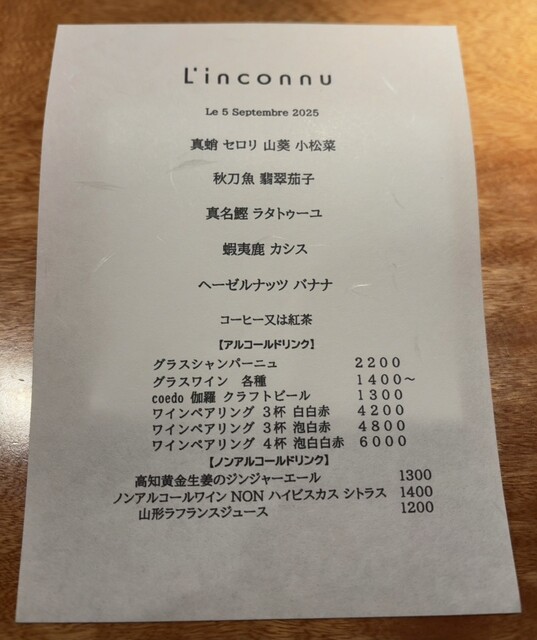 L'inconnu
Le 5 Septembre 2025
真蛸 セロリ 山葵 小松菜
秋刀魚 翡翠茄子
真名鰹 ラタトゥーユ
蝦夷鹿 カシス
ヘーゼルナッツ バナナ
コーヒー又は紅茶
【アルコールドリンク】
グラスシャンパーニュ 2200
グラスワイン 各種 1400~
coedo 伽羅 クラフトビール 1300
ワインペアリング 3杯 白白赤 4200
ワインペアリング 3杯 泡白赤 4800
ワインペアリング 4杯 泡白白赤 6000
【ノンアルコールドリンク】
高知黄金生姜のジンジャーエール 1300
ノンアルコールワイン NON ハイビスカス シトラス 1400
山形ラフランスジュース 1200